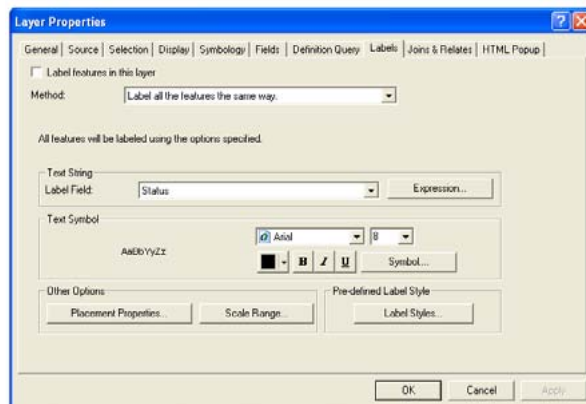 Layer Properties
General Source Selection Display Symbology Fields Definition Query Labels Joins & Relates HTML Popup
Label features in this layer
Method: Label all the features the same way.
All features will be labeled using the options specified.
Text String
Label Field: Status Expression...
Text Symbol
AaBbYyZz
Arial 8
B I U Symbol...
Other Options Pre-defined Label Style
Placement Properties... Scale Range... Label Styles...
OK Cancel Apply